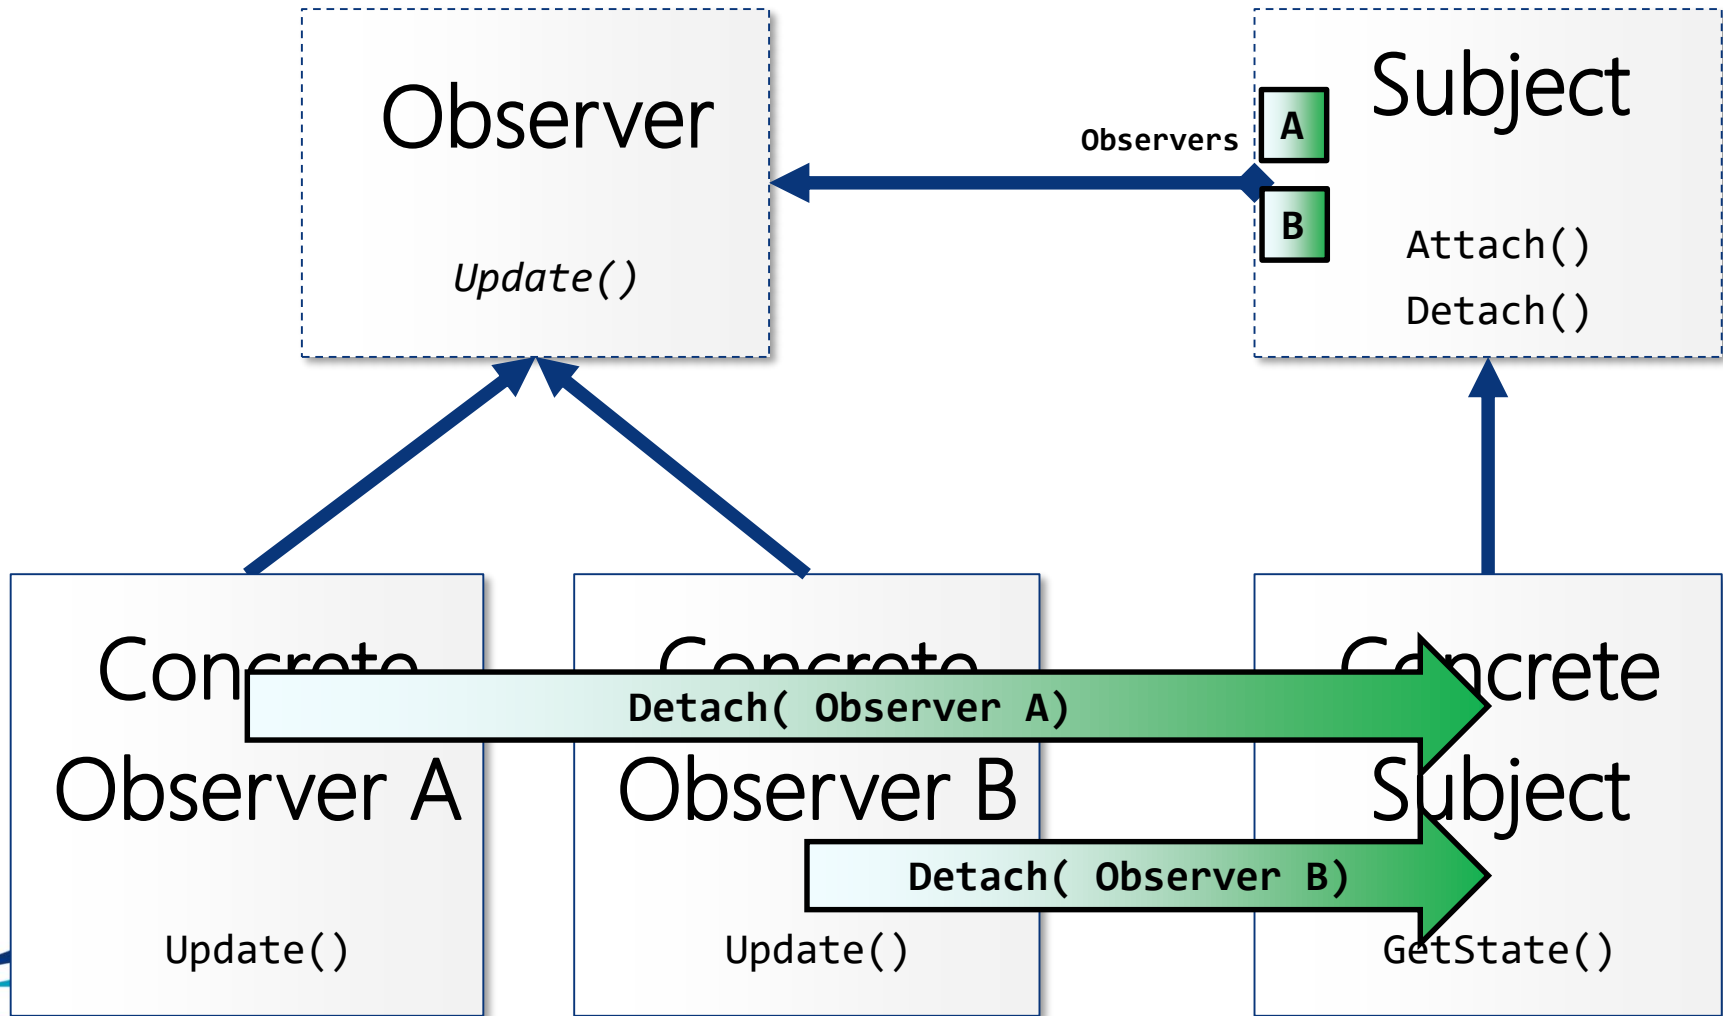 Observer
Update()
Observers
A
B
Subject
Attach()
Detach()
Concrete
Observer A
Update()
Concrete
Observer B
Update()
Concrete
Subject
GetState()
Detach( Observer A)
Detach( Observer B)